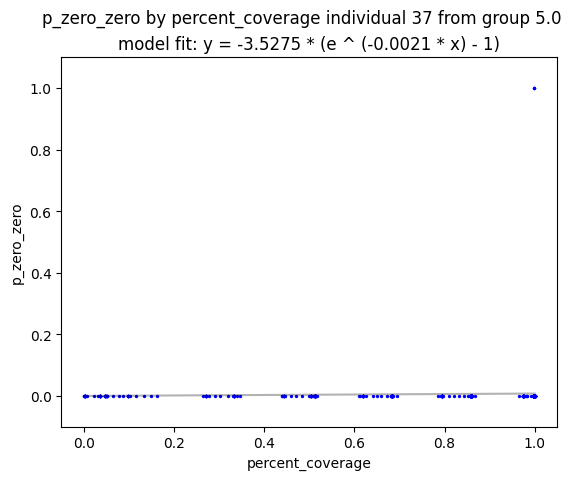 p_zero_zero by percent_coverage individual 37 from group 5.0
model fit: y = -3.5275 * (e ^ (-0.0021 * x) - 1)
1.0
0.8
0.6
0.4
0.2
0.0
p_zero_zero
0.0 0.2 0.4 0.6 0.8 1.0
percent_coverage